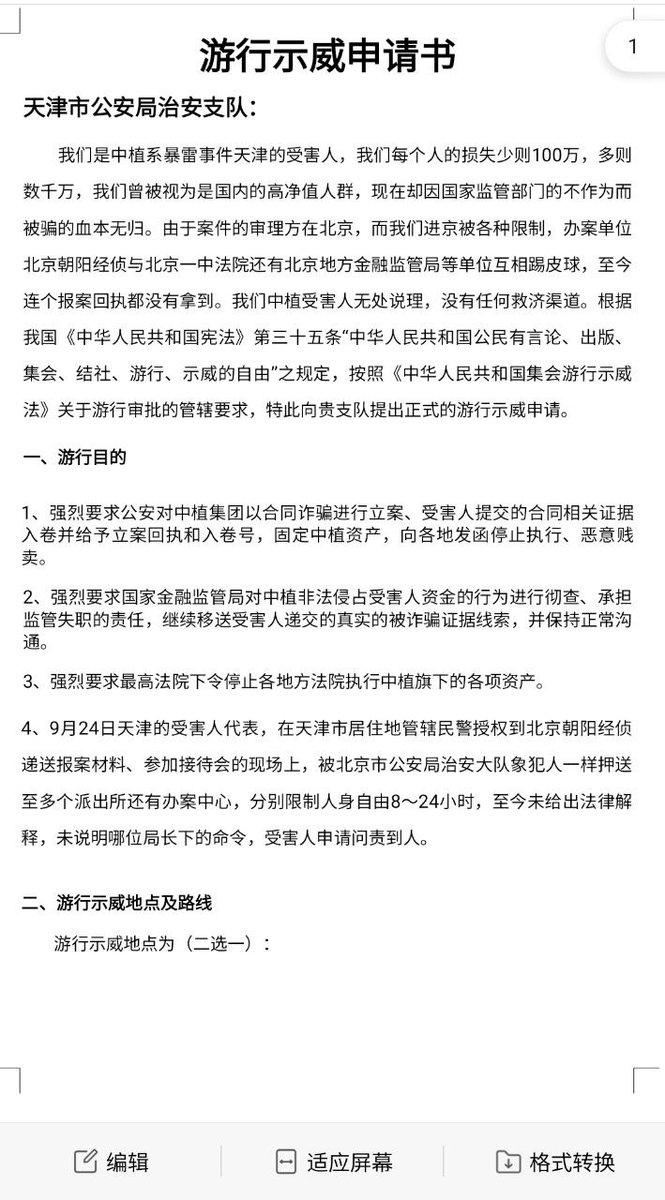 游行示威申请书
1
天津市公安局治安支队：
我们是中植系暴雷事件天津的受害人，我们每个人的损失少则100万，多则
数千万，我们曾被视为是国内的高净值人群，现在却因国家监管部门的不作为而
被骗的血本无归。由于案件的审理方在北京，而我们进京被各种限制，办案单位
北京朝阳经侦与北京一中法院还有北京地方金融监管局等单位互相踢皮球，至今
连个报案回执都没有拿到。我们中植受害人无处说理，没有任何救济渠道。根据
我国《中华人民共和国宪法》第三十五条“中华人民共和国公民有言论、出版、
集会、结社、游行、示威的自由”之规定，按照《中华人民共和国集会游行示威
法》关于游行审批的管辖要求，特此向贵支队提出正式的游行示威申请。
一、游行目的
1、强烈要求公安对中植集团以合同诈骗进行立案、受害人提交的合同相关证据
入卷并给予立案回执和入卷号，固定中植资产，向各地发函停止执行、恶意贱
卖。
2、强烈要求国家金融监管局对中植非法侵占受害人资金的行为进行彻查、承担
监管失职的责任，继续移送受害人递交的真实的被诈骗证据线索，并保持正常沟
通。
3、强烈要求最高法院下令停止各地方法院执行中植旗下的各项资产。
4、9月24日天津的受害人代表，在天津市居住地管辖民警授权到北京朝阳经侦
递送报案材料、参加接待会的现场上，被北京市公安局治安大队象犯人一样押送
至多个派出所还有办案中心，分别限制人身自由8～24小时，至今未给出法律解
释，未说明哪位局长下的命令，受害人申请问责到人。
二、游行示威地点及路线
游行示威地点为（二选一）：
编辑
适应屏幕
格式转换